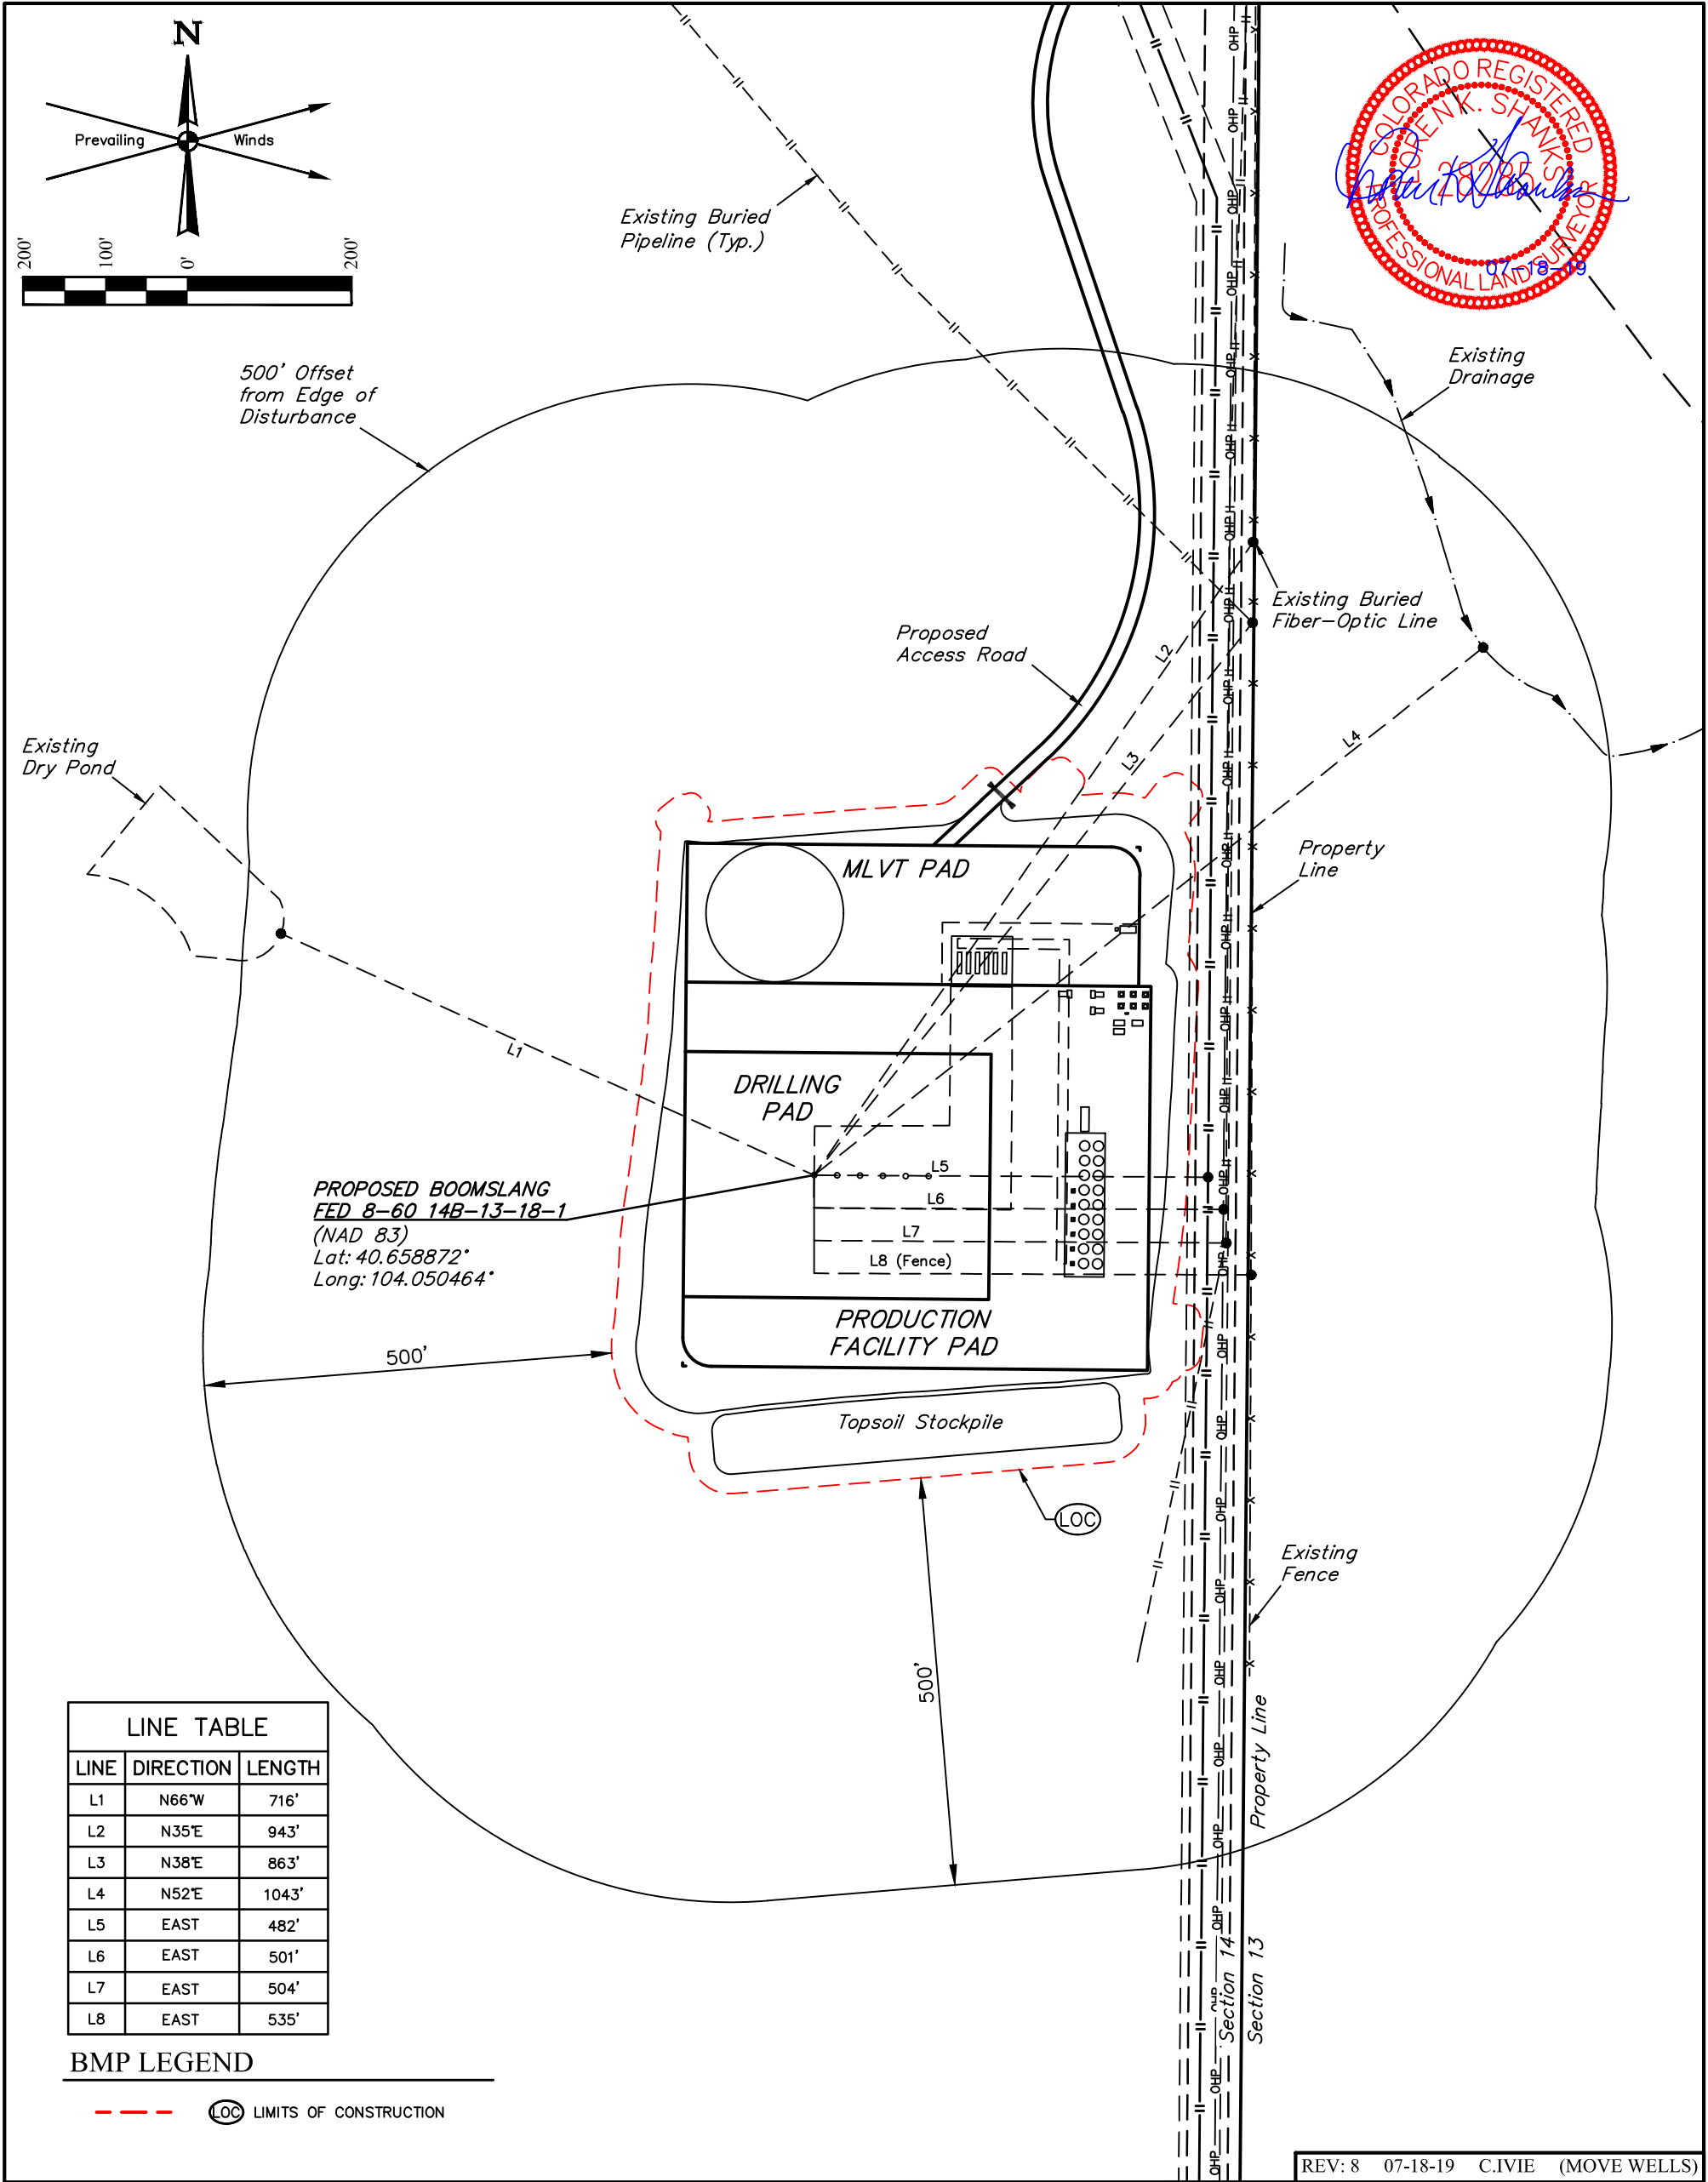 N
Prevailing Winds
200' 100' 0' 200'
COLORADO REGISTERED
LOREN K. SHANKS
28285
PROFESSIONAL LAND SURVEYOR
07-18-19
Existing Buried
Pipeline (Typ.)
500' Offset
from Edge of
Disturbance
Existing
Drainage
Existing Buried
Fiber-Optic Line
Proposed
Access Road
L2
L3
L4
Existing
Dry Pond
Property
Line
MLVT PAD
L1
DRILLING
PAD
L5
L6
L7
L8 (Fence)
PROPOSED BOOMSLANG
FED 8-60 14B-13-18-1
(NAD 83)
Lat: 40.658872°
Long: 104.050464°
PRODUCTION
FACILITY PAD
500'
Topsoil Stockpile
LOC
Existing
Fence
500'
OHP
Property Line
Section 14
Section 13
LINE TABLE
LINE DIRECTION LENGTH
L1 N66°W 716'
L2 N35°E 943'
L3 N38°E 863'
L4 N52°E 1043'
L5 EAST 482'
L6 EAST 501'
L7 EAST 504'
L8 EAST 535'
BMP LEGEND
LOC LIMITS OF CONSTRUCTION
REV: 8 07-18-19 C.IVIE (MOVE WELLS)